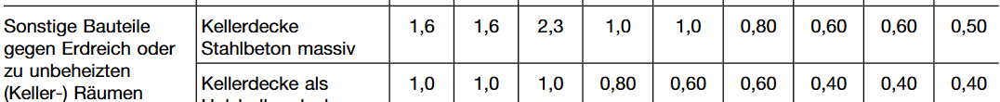 Sonstige Bauteile
gegen Erdreich oder
zu unbeheizten
(Keller-) Räumen
Kellerdecke
Stahlbeton massiv
1,6 1,6 2,3 1,0 1,0 0,80 0,60 0,60 0,50
Kellerdecke als
1,0 1,0 1,0 0,80 0,60 0,60 0,40 0,40 0,40